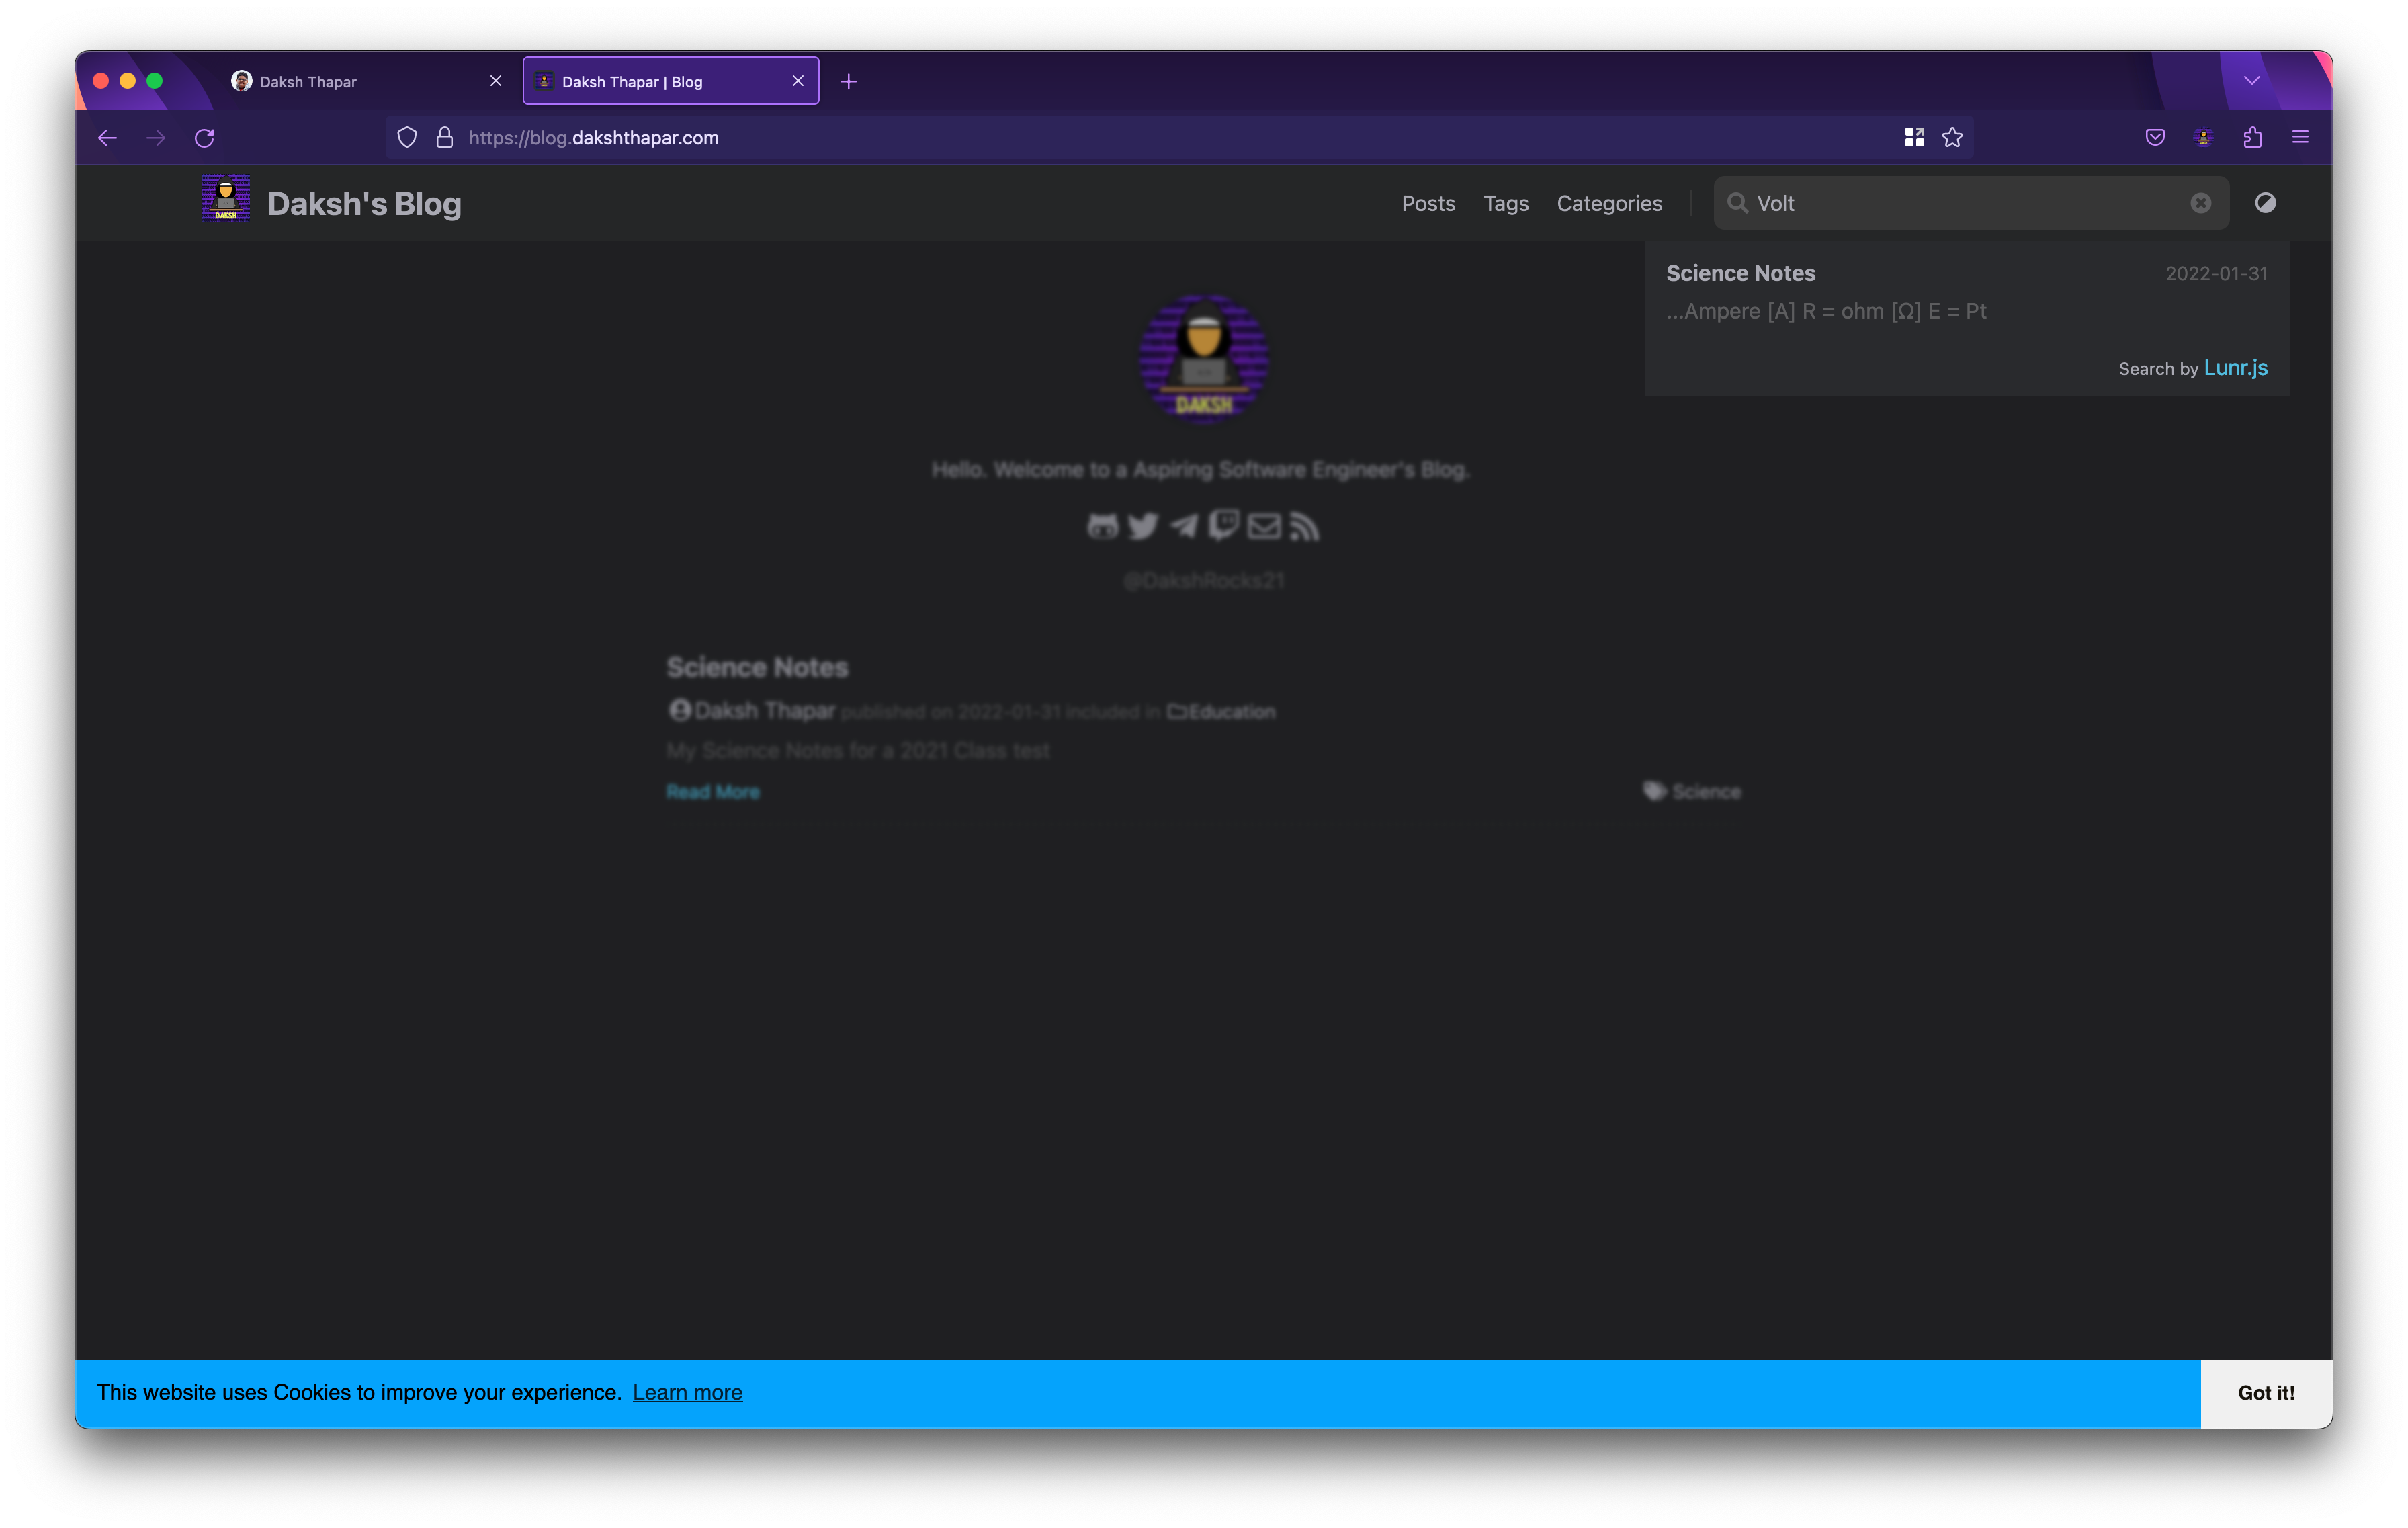 Daksh Thapar
Daksh Thapar | Blog
https://blog.dakshthapar.com
DAKSH
Daksh's Blog
Posts
Tags
Categories
Volt
Science Notes
2022-01-31
...Ampere [A] R = ohm [Ω] E = Pt
Search by Lunr.js
DAKSH
Hello. Welcome to a Aspiring Software Engineer's Blog.
@DakshRocks21
Science Notes
Daksh Thapar published on 2022-01-31 included in Education
My Science Notes for a 2021 Class test
Read More
Science
This website uses Cookies to improve your experience. Learn more
Got it!